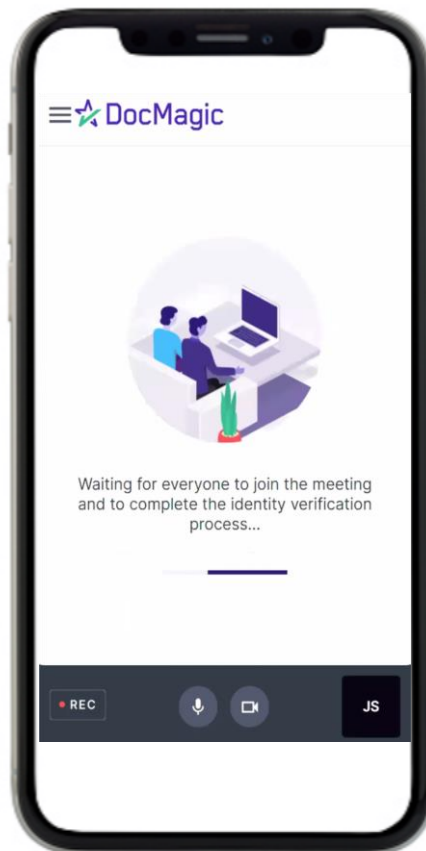 DocMagic
Waiting for everyone to join the meeting
and to complete the identity verification
process...
REC
JS